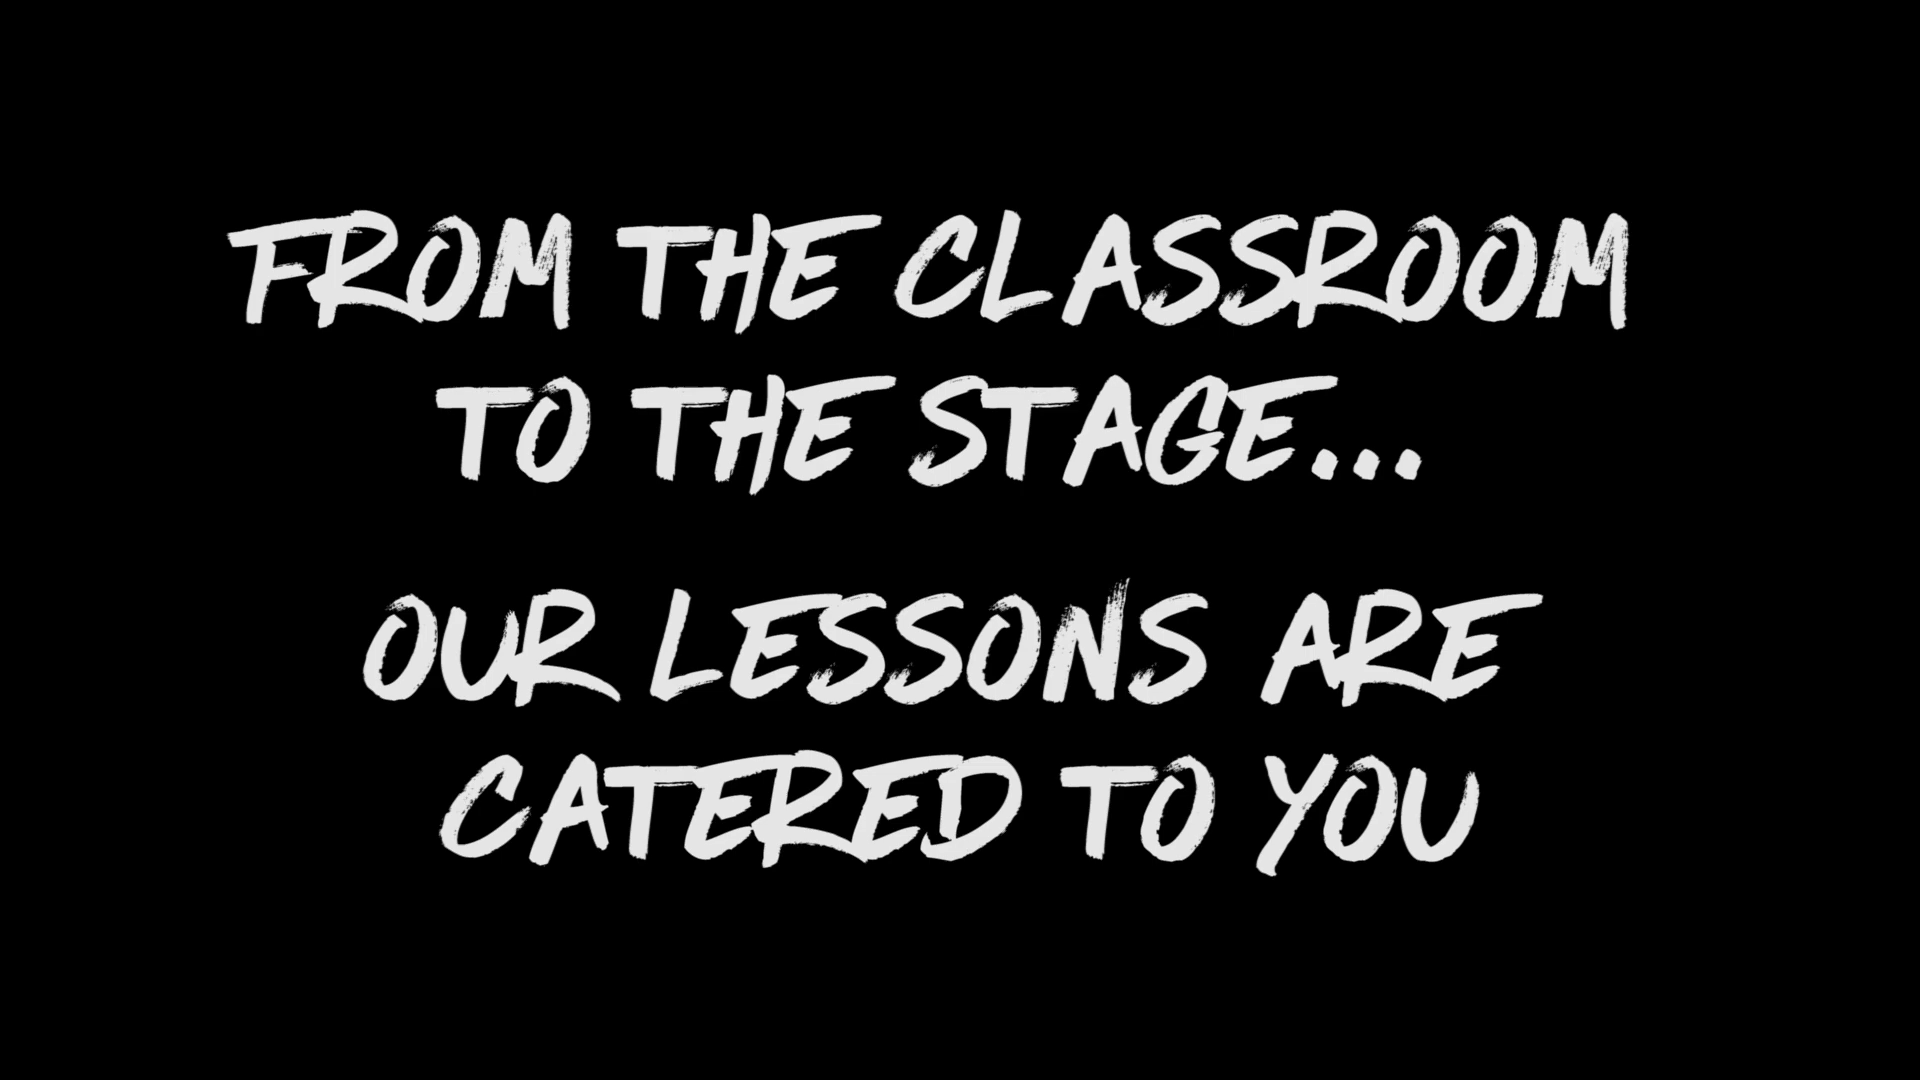 FROM THE CLASSROOM
TO THE STAGE...
OUR LESSONS ARE
CATERED TO YOU